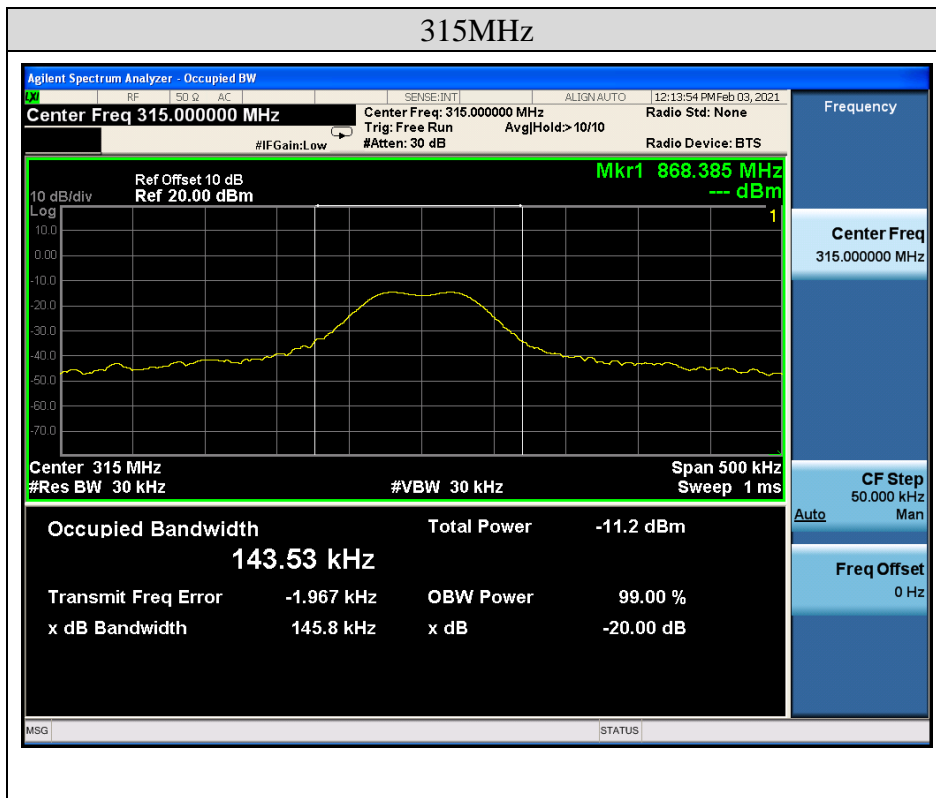 315MHz
Agilent Spectrum Analyzer - Occupied BW
LXI RF 50 Ω AC SENSE:INT ALIGN AUTO 12:13:54 PM Feb 03, 2021
Center Freq 315.000000 MHz Center Freq: 315.000000 MHz Radio Std: None Frequency
Trig: Free Run Avg|Hold:> 10/10
#IFGain:Low #Atten: 30 dB Radio Device: BTS
Mkr1 868.385 MHz
Ref Offset 10 dB
10 dB/div Ref 20.00 dBm --- dBm
Log
1
10.0
0.00
-10.0
-20.0
-30.0
-40.0
-50.0
-60.0
-70.0
Center Freq
315.000000 MHz
Center 315 MHz Span 500 kHz
#Res BW 30 kHz #VBW 30 kHz Sweep 1 ms
CF Step
50.000 kHz
Auto Man
Occupied Bandwidth Total Power -11.2 dBm
143.53 kHz
Transmit Freq Error -1.967 kHz OBW Power 99.00 %
x dB Bandwidth 145.8 kHz x dB -20.00 dB
Freq Offset
0 Hz
MSG STATUS